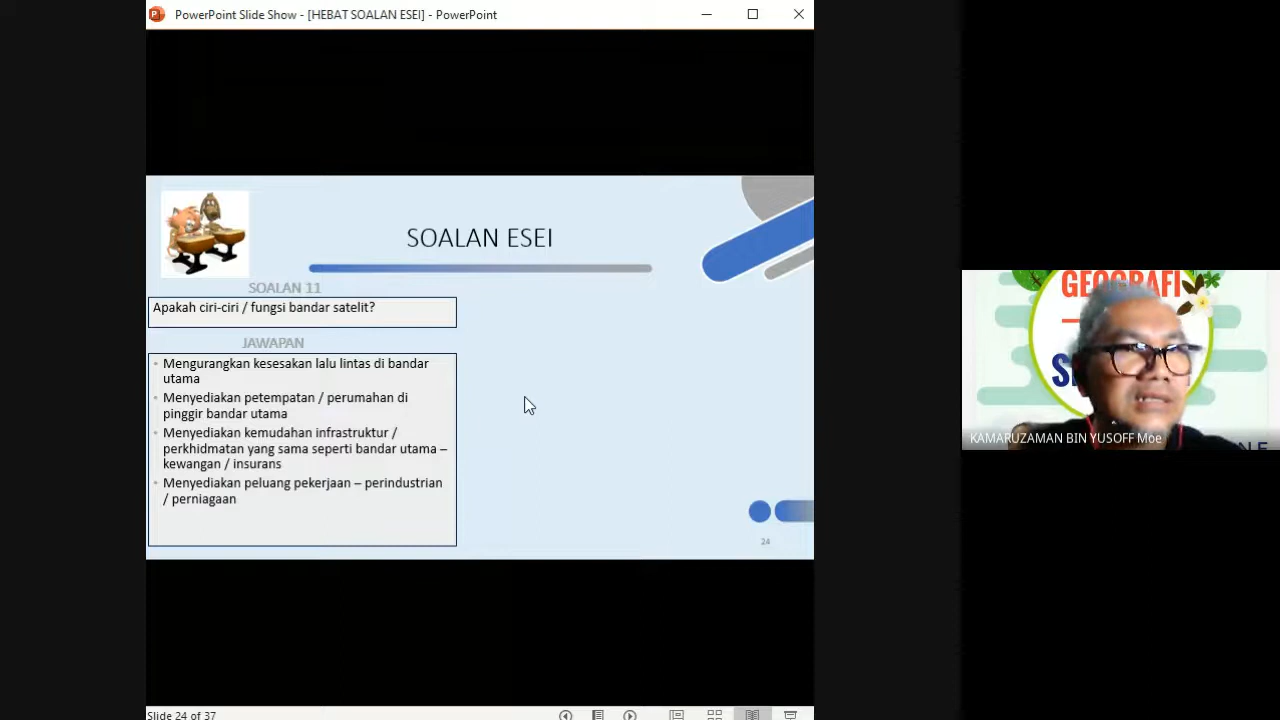 PowerPoint Slide Show - [HEBAT SOALAN ESEI] - PowerPoint
SOALAN ESEI
SOALAN 11
Apakah ciri-ciri / fungsi bandar satelit?
JAWAPAN
• Mengurangkan kesesakan lalu lintas di bandar
utama
• Menyediakan petempatan / perumahan di
pinggir bandar utama
• Menyediakan kemudahan infrastruktur /
perkhidmatan yang sama seperti bandar utama –
kewangan / insurans
• Menyediakan peluang pekerjaan – perindustrian
/ perniagaan
24
Slide 24 of 37
GEOGRAFI
KAMARUZAMAN BIN YUSOFF Moe